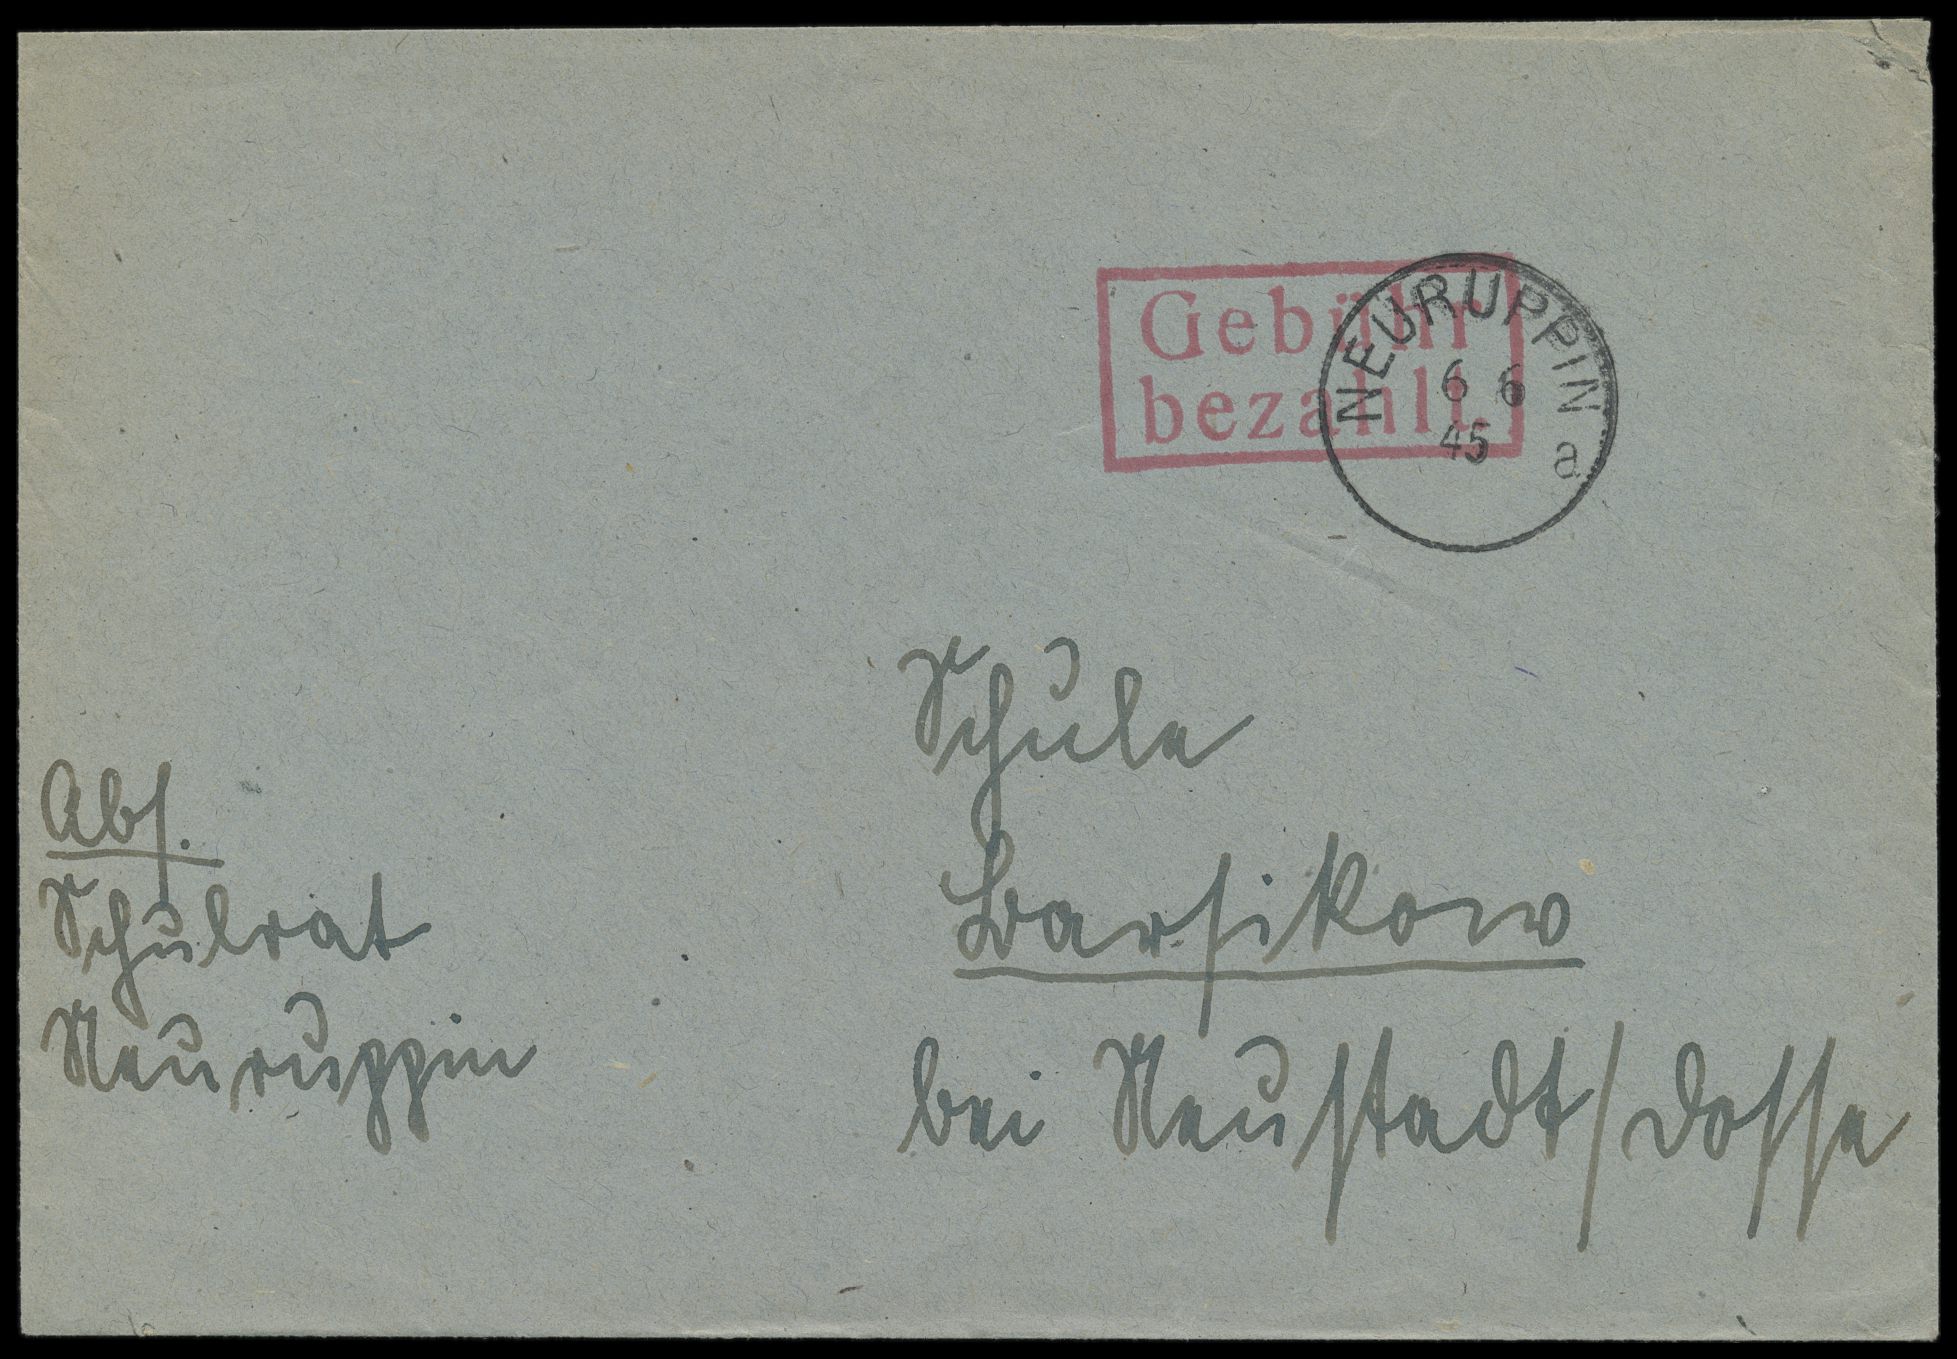 Gebühr
bezahlt.
NEURUPPIN
6 6
45
a
Schule
Barsikow
bei Neustadt/Dosse
Abs.
Schulrat
Neuruppin